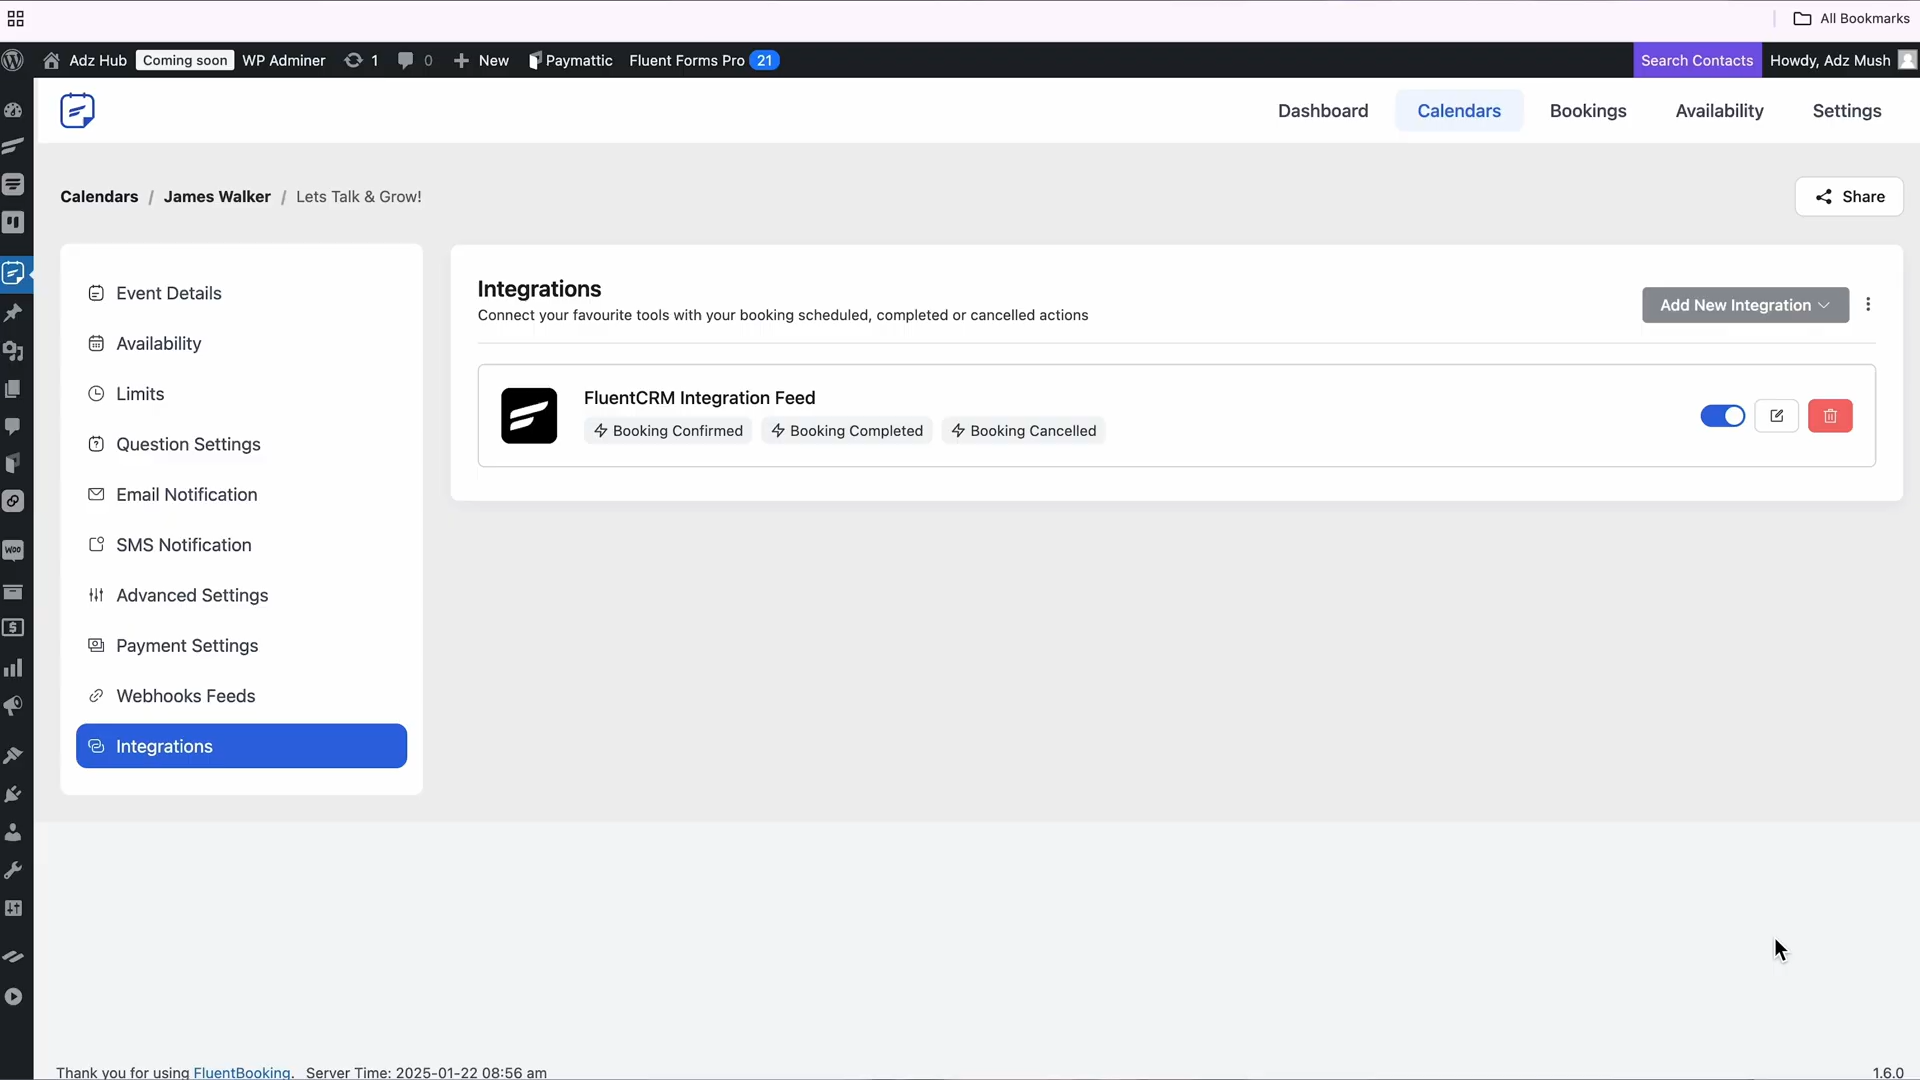 All Bookmarks
Adz Hub Coming soon WP Adminer 1 0 New Paymattic Fluent Forms Pro 21 Search Contacts Howdy, Adz Mush
Dashboard Calendars Bookings Availability Settings
Calendars / James Walker / Lets Talk & Grow!
Share
Event Details
Availability
Limits
Question Settings
Email Notification
SMS Notification
Advanced Settings
Payment Settings
Webhooks Feeds
Integrations
Integrations
Connect your favourite tools with your booking scheduled, completed or cancelled actions
Add New Integration
FluentCRM Integration Feed
Booking Confirmed Booking Completed Booking Cancelled
Woo
Thank you for using FluentBooking. Server Time: 2025-01-22 08:56 am
1.6.0